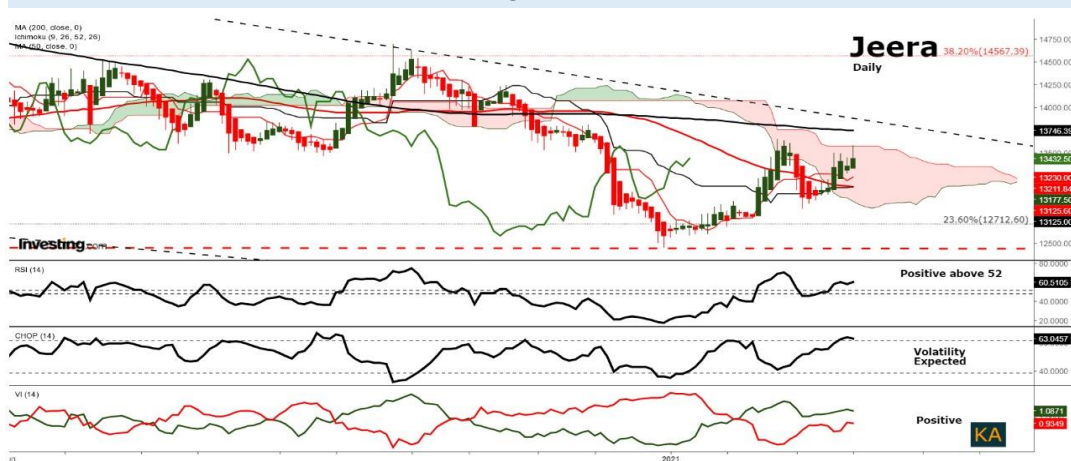 MA (200, close, 0)
Ichimoku (9, 26, 52, 26)
MA (50, close, 0)
Jeera
Daily
38.20%(14567.39)
14750.00
14500.00
14250.00
14000.00
13746.39
13500.00
13432.50
13230.00
13211.84
13177.50
13125.60
13125.00
23.60%(12712.60)
12500.00
Investing.com
RSI (14)
Positive above 52
80.0000
60.5105
40.0000
20.0000
CHOP (14)
Volatility
Expected
63.0457
40.0000
VI (14)
Positive
KA
1.0871
0.9349
2021